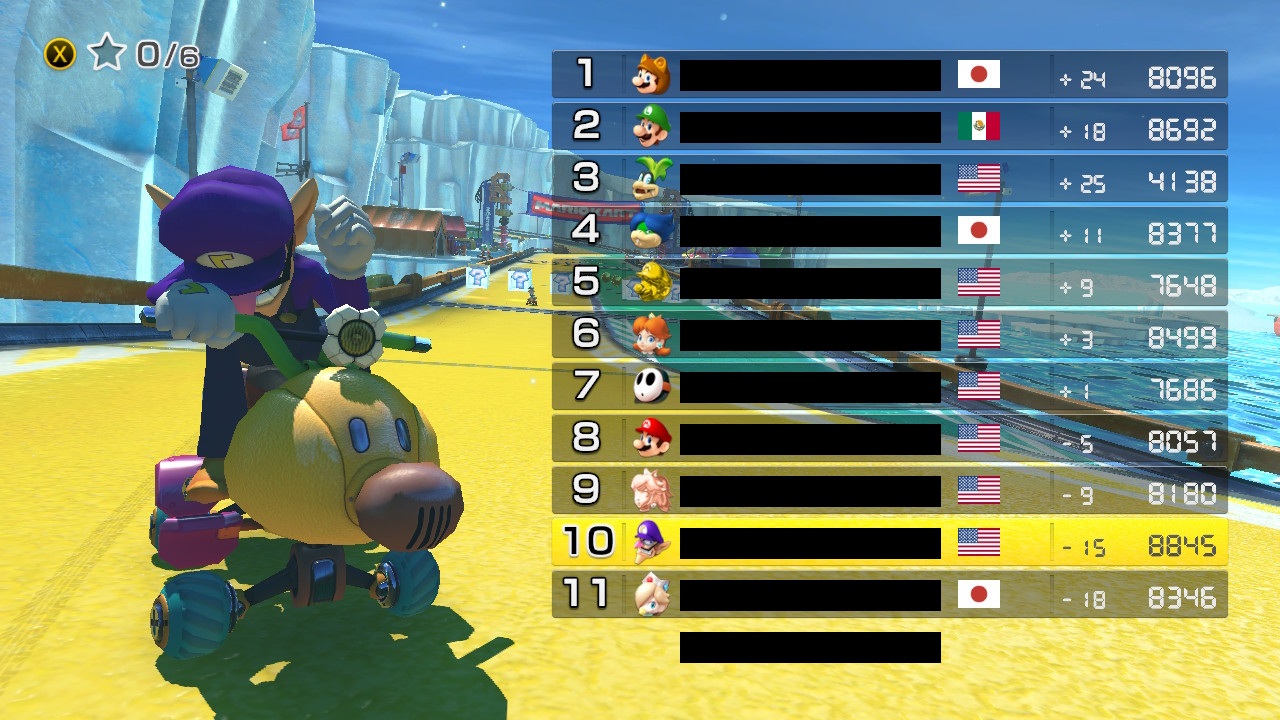 X 0/6
1 + 24 8096
2 + 18 8692
3 + 25 4138
4 + 11 8377
5 + 9 7648
6 + 3 8499
7 + 1 7686
8 - 5 8057
9 - 9 8180
10 - 15 8845
11 - 18 8346